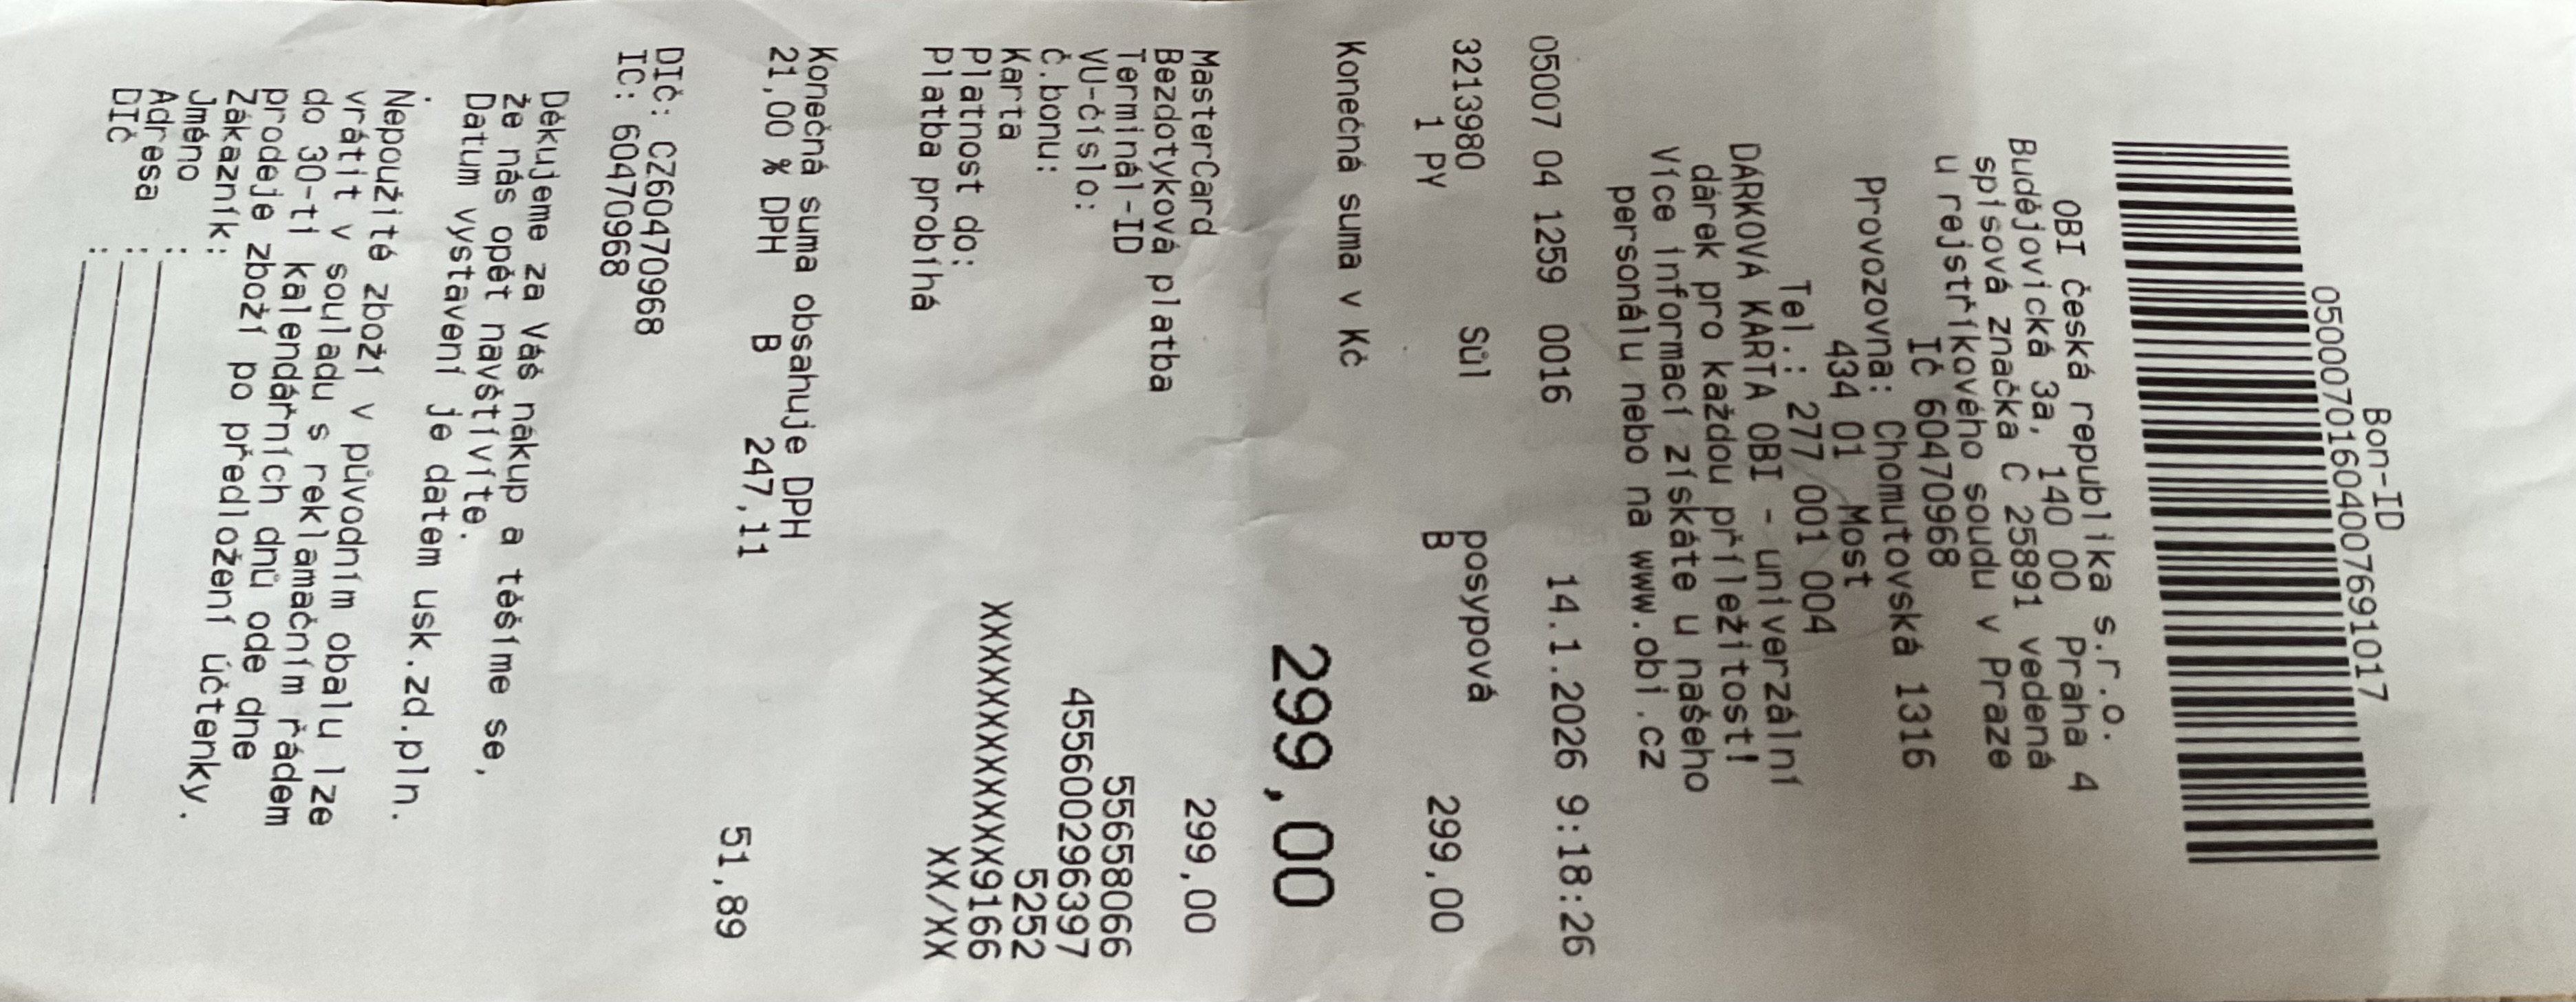 Bon-ID
0500070160400769101​7
OBI Česká republika s.r.o.
Budějovická 3a, 140 00 Praha 4
spisová značka C 25891 vedená
u rejstříkového soudu v Praze
IČ 60470968
Provozovna: Chomutovská 1316
434 01 Most
Tel.: 277 001 004
DÁRKOVÁ KARTA OBI - univerzální
dárek pro každou příležitost!
Více informací získáte u našeho
personálu nebo na www.obi.cz
05007 04 1259 0016 14.1.2026 9:18:26
3213980 Sůl posypová
1 PY B 299,00
Konečná suma v Kč 299,00
MasterCard 299,00
Bezdotyková platba
Terminál-ID 55658066
VU-číslo: 4556002963​97
Č.bonu: 5252
Karta XXXXXXXXXXXXXXX9166
Platnost do: XX/XX
Platba probíhá
Konečná suma obsahuje DPH
21,00 % DPH B 247,11 51,89
DIČ: CZ60470968
IČ: 60470968
Děkujeme za Váš nákup a těšíme se,
že nás opět navštívíte.
Datum vystavení je datem usk.zd.pln.
.
Nepoužité zboží v původním obalu lze
vrátit v souladu s reklamačním řádem
do 30-ti kalendářních dnů ode dne
prodeje zboží po předložení účtenky.
Zákazník:
Jméno :
Adresa :
DIČ :